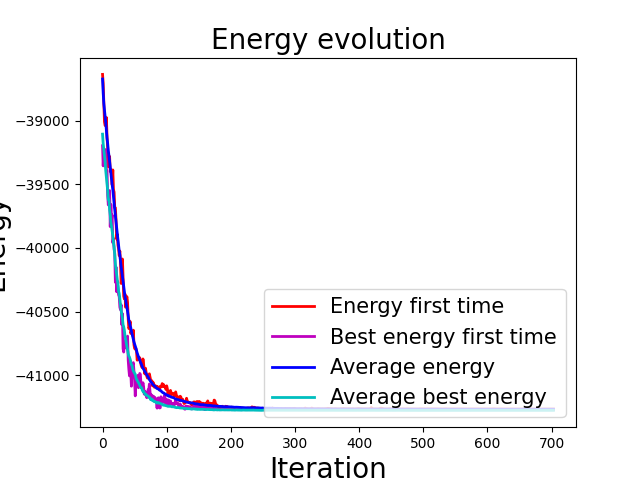 Energy evolution
Energy
−39000
−39500
−40000
−40500
−41000
Energy first time
Best energy first time
Average energy
Average best energy
0 100 200 300 400 500 600 700
Iteration